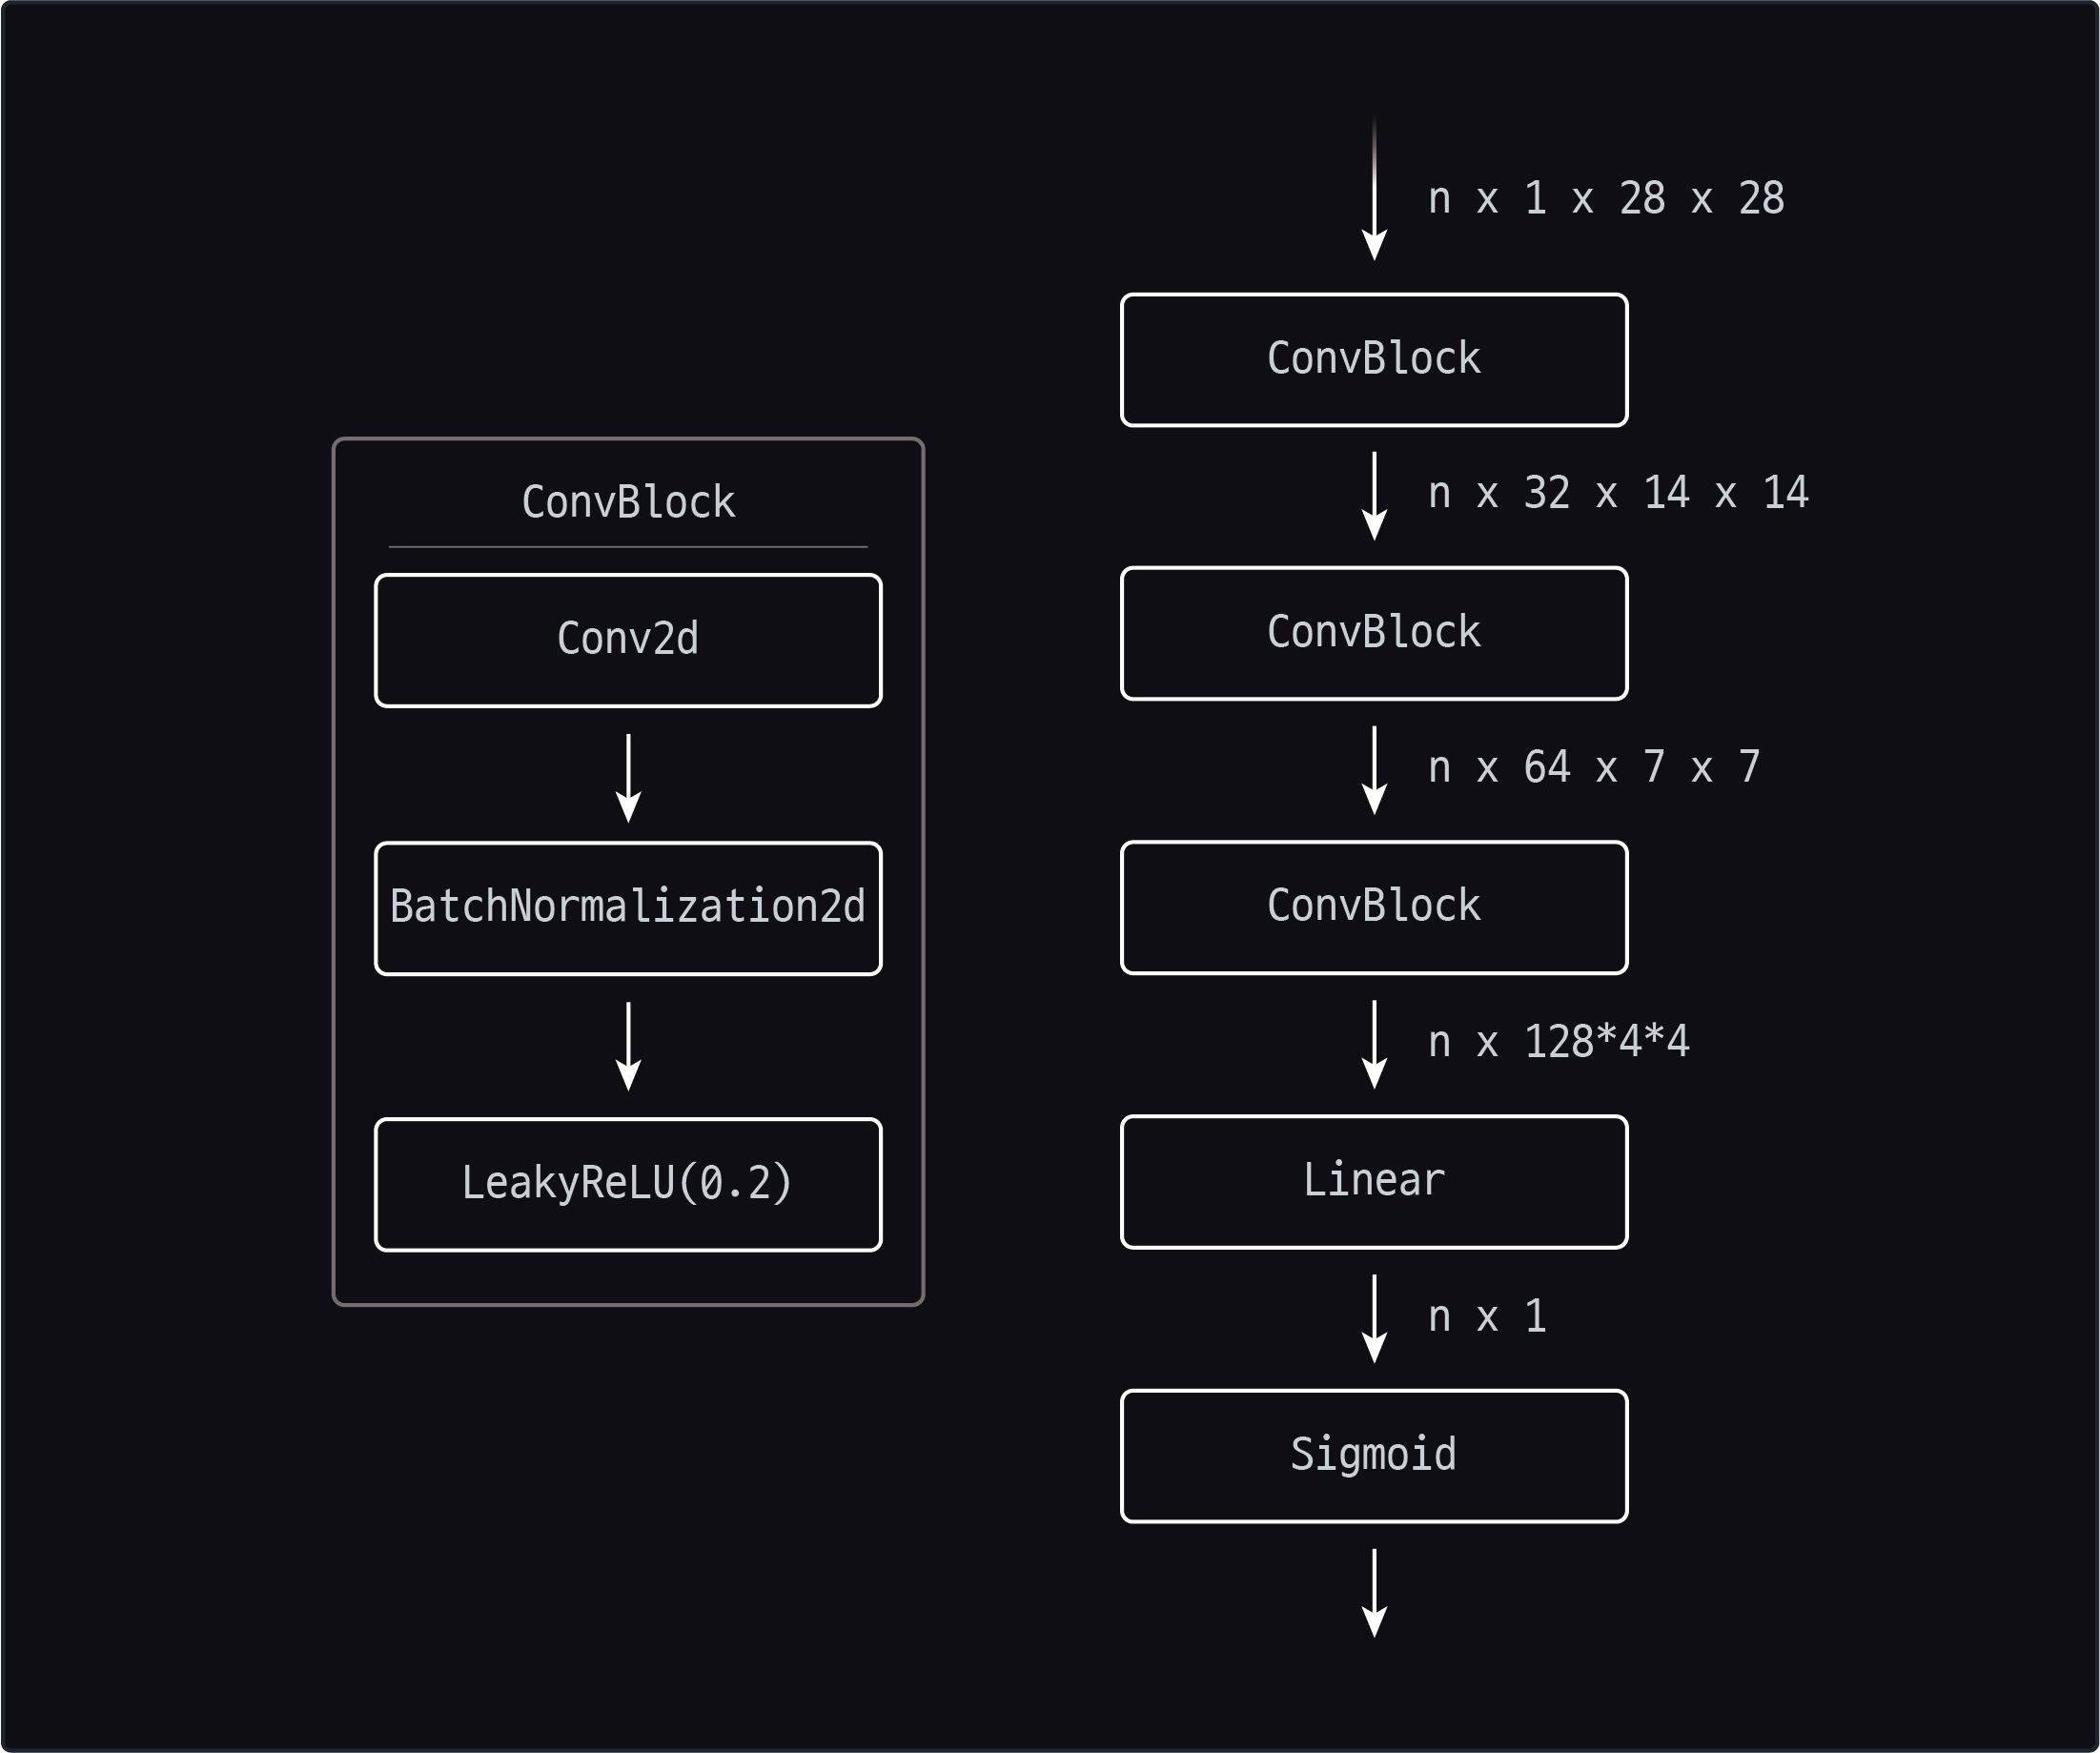 ConvBlock
Conv2d
BatchNormalization2d
LeakyReLU(0.2)
n x 1 x 28 x 28
ConvBlock
n x 32 x 14 x 14
ConvBlock
n x 64 x 7 x 7
ConvBlock
n x 128*4*4
Linear
n x 1
Sigmoid